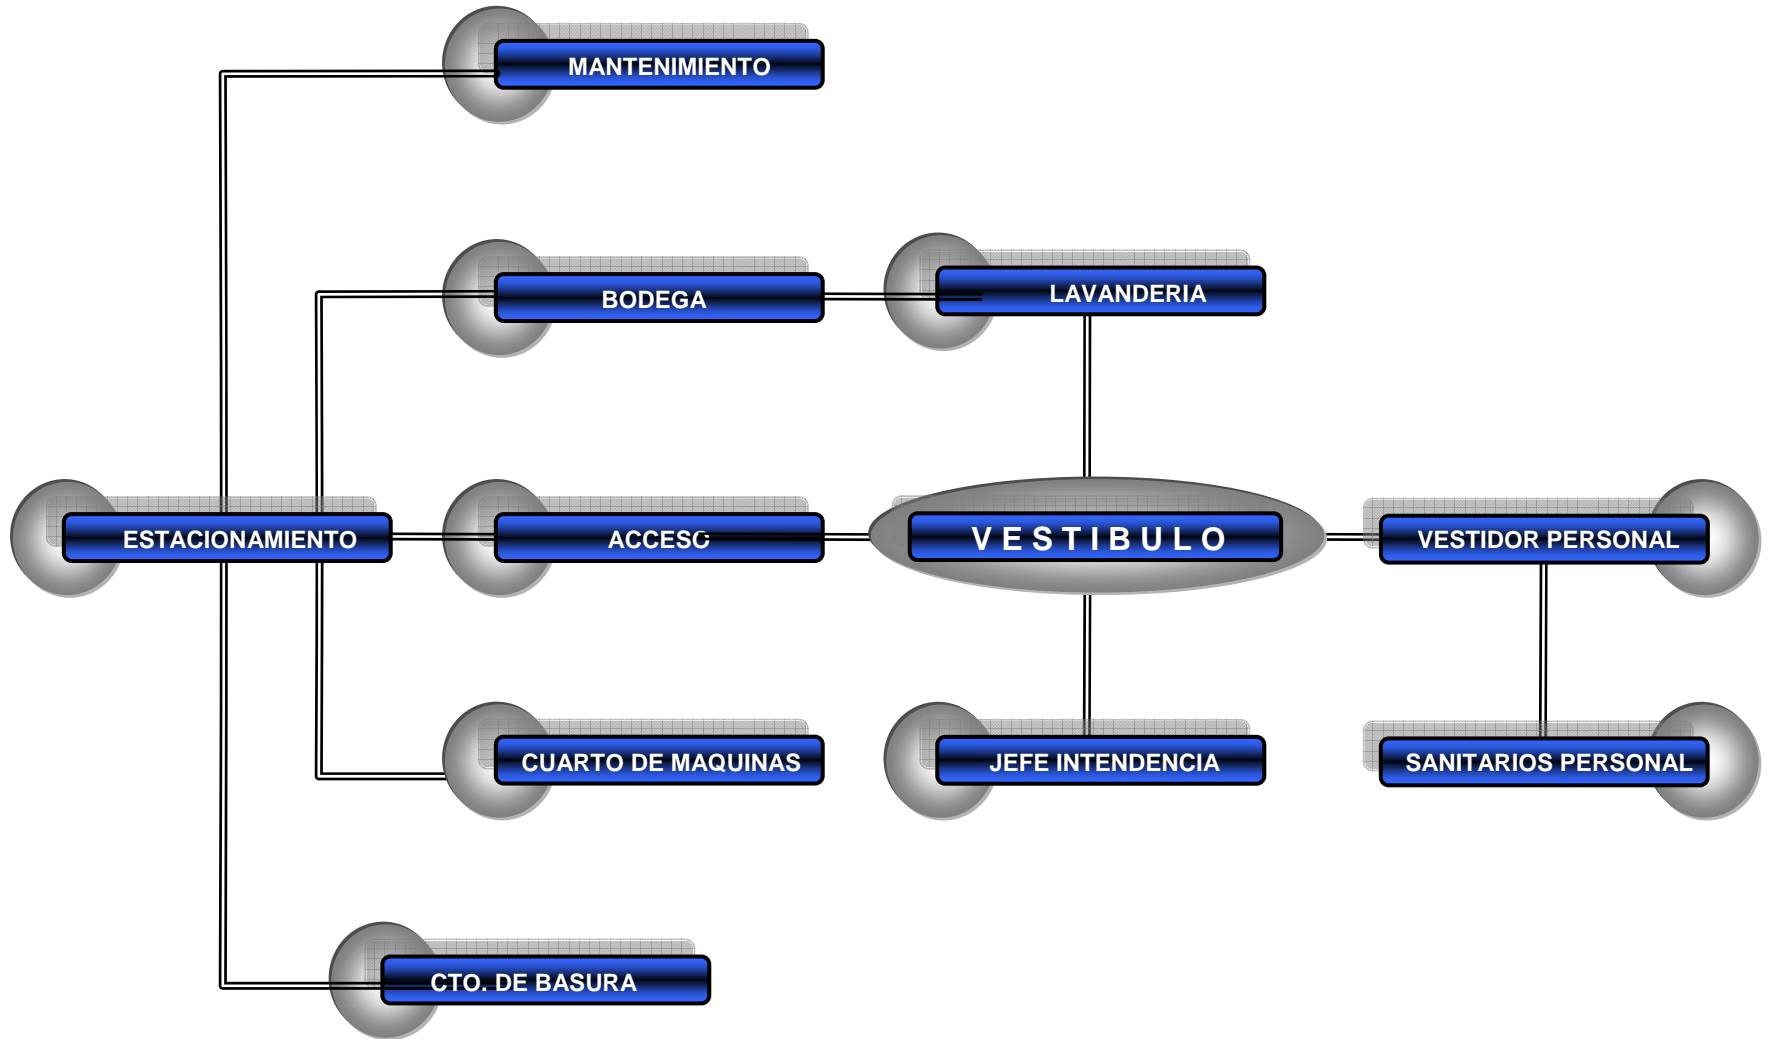 MANTENIMIENTO
BODEGA
LAVANDERIA
ESTACIONAMIENTO
ACCESO
V E S T I B U L O
VESTIDOR PERSONAL
CUARTO DE MAQUINAS
JEFE INTENDENCIA
SANITARIOS PERSONAL
CTO. DE BASURA